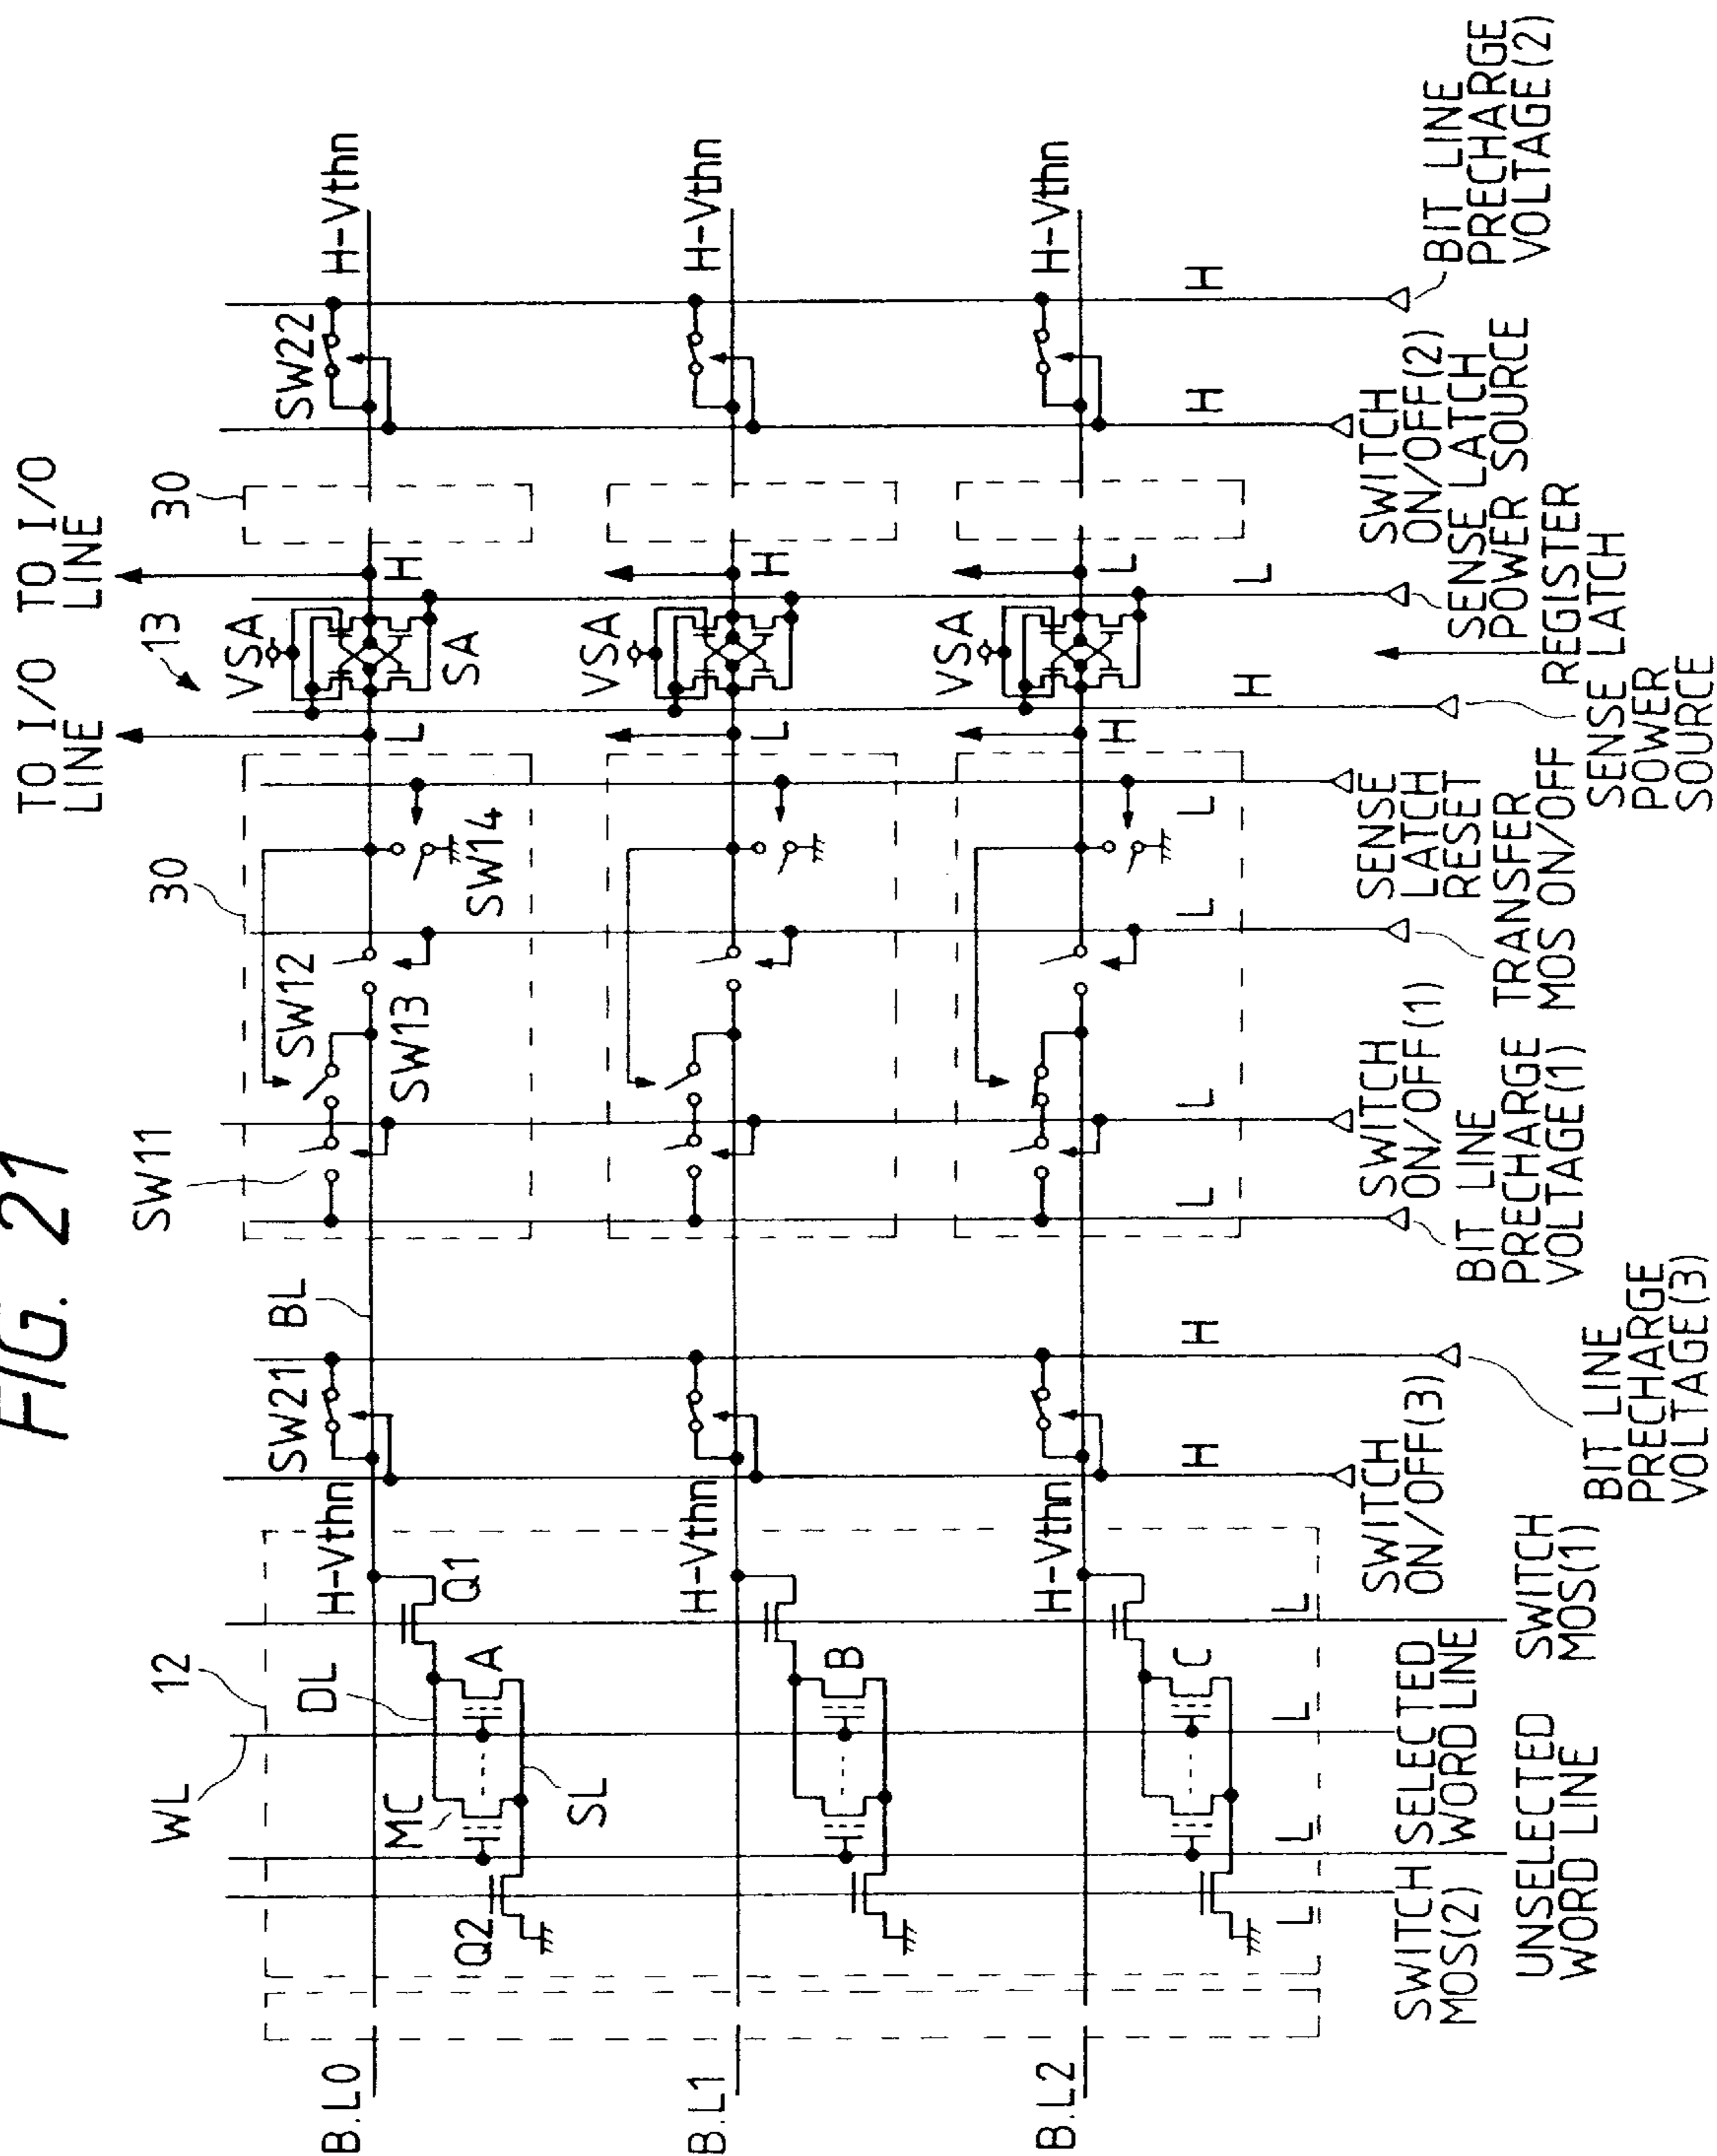 FIG. 21
TO I/O
LINE
TO I/O
LINE
WL
12
SW11
30
13
30
B.L0
DL
MC
A
Q1
Q2
SL
H-Vthn
SW21
BL
SW12
SW13
SW14
L
VSA
SA
H
SW22
H-Vthn
B.L1
B
H-Vthn
L
VSA
H
H-Vthn
B.L2
C
H-Vthn
H
VSA
L
H-Vthn
L
L
L
L
H
H
L
L
L
L
H
L
H
H
SWITCH
MOS(2)
UNSELECTED
WORD LINE
SELECTED
WORD LINE
SWITCH
MOS(1)
SWITCH
ON/OFF(3)
BIT LINE
PRECHARGE
VOLTAGE(3)
BIT LINE
PRECHARGE
VOLTAGE(1)
SWITCH
ON/OFF(1)
TRANSFER
MOS ON/OFF
SENSE
LATCH
RESET
SENSE LATCH
POWER
SOURCE
REGISTER
SENSE LATCH
POWER SOURCE
SWITCH
ON/OFF(2)
BIT LINE
PRECHARGE
VOLTAGE(2)